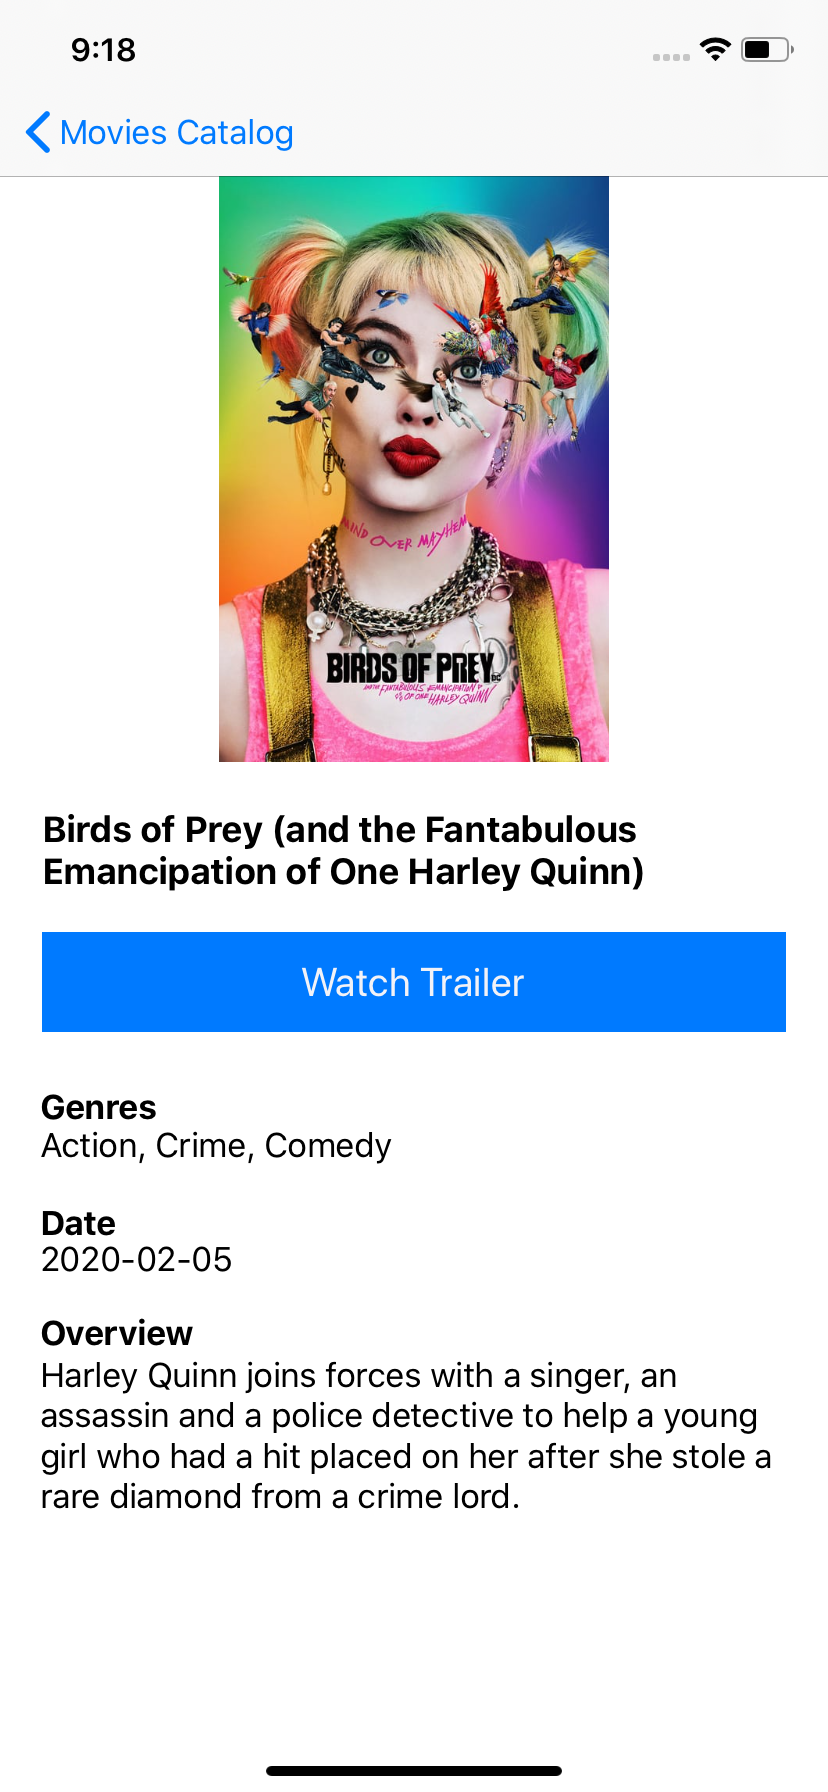 9:18
Movies Catalog
MIND OVER MAYHEM
BIRDS OF PREY
DC
AND THE FANTABULOUS EMANCIPATION
OF ONE HARLEY QUINN
Birds of Prey (and the Fantabulous
Emancipation of One Harley Quinn)
Watch Trailer
Genres
Action, Crime, Comedy
Date
2020-02-05
Overview
Harley Quinn joins forces with a singer, an
assassin and a police detective to help a young
girl who had a hit placed on her after she stole a
rare diamond from a crime lord.